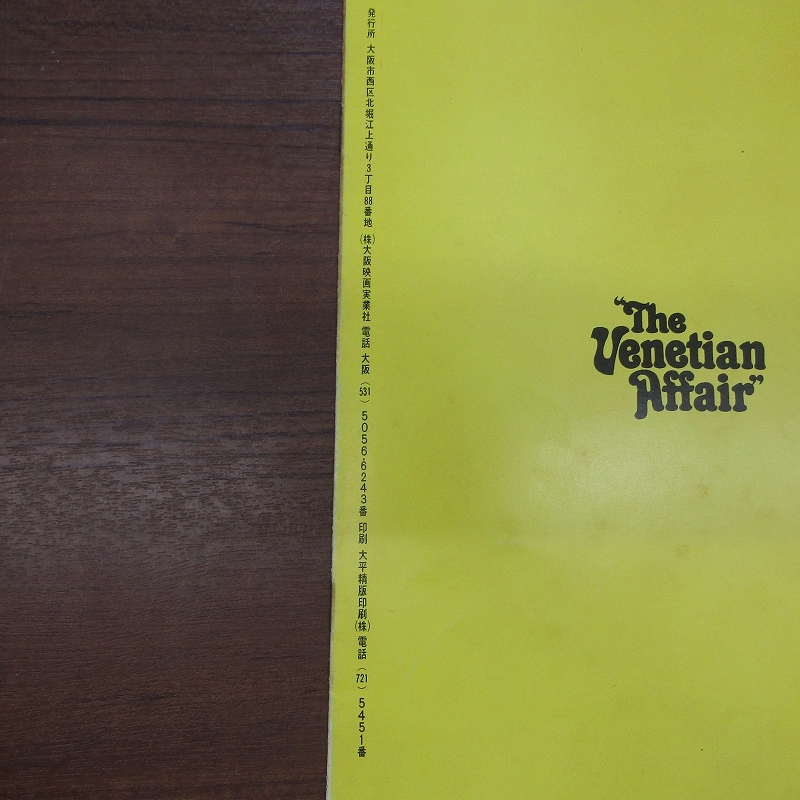 発行所 大阪市西区北堀江上通り3丁目88番地 (株)大阪映画実業社 電話 大阪(531)5056・6243番 印刷 大平精版印刷(株) 電話(721)5451番
“The
Venetian
Affair”